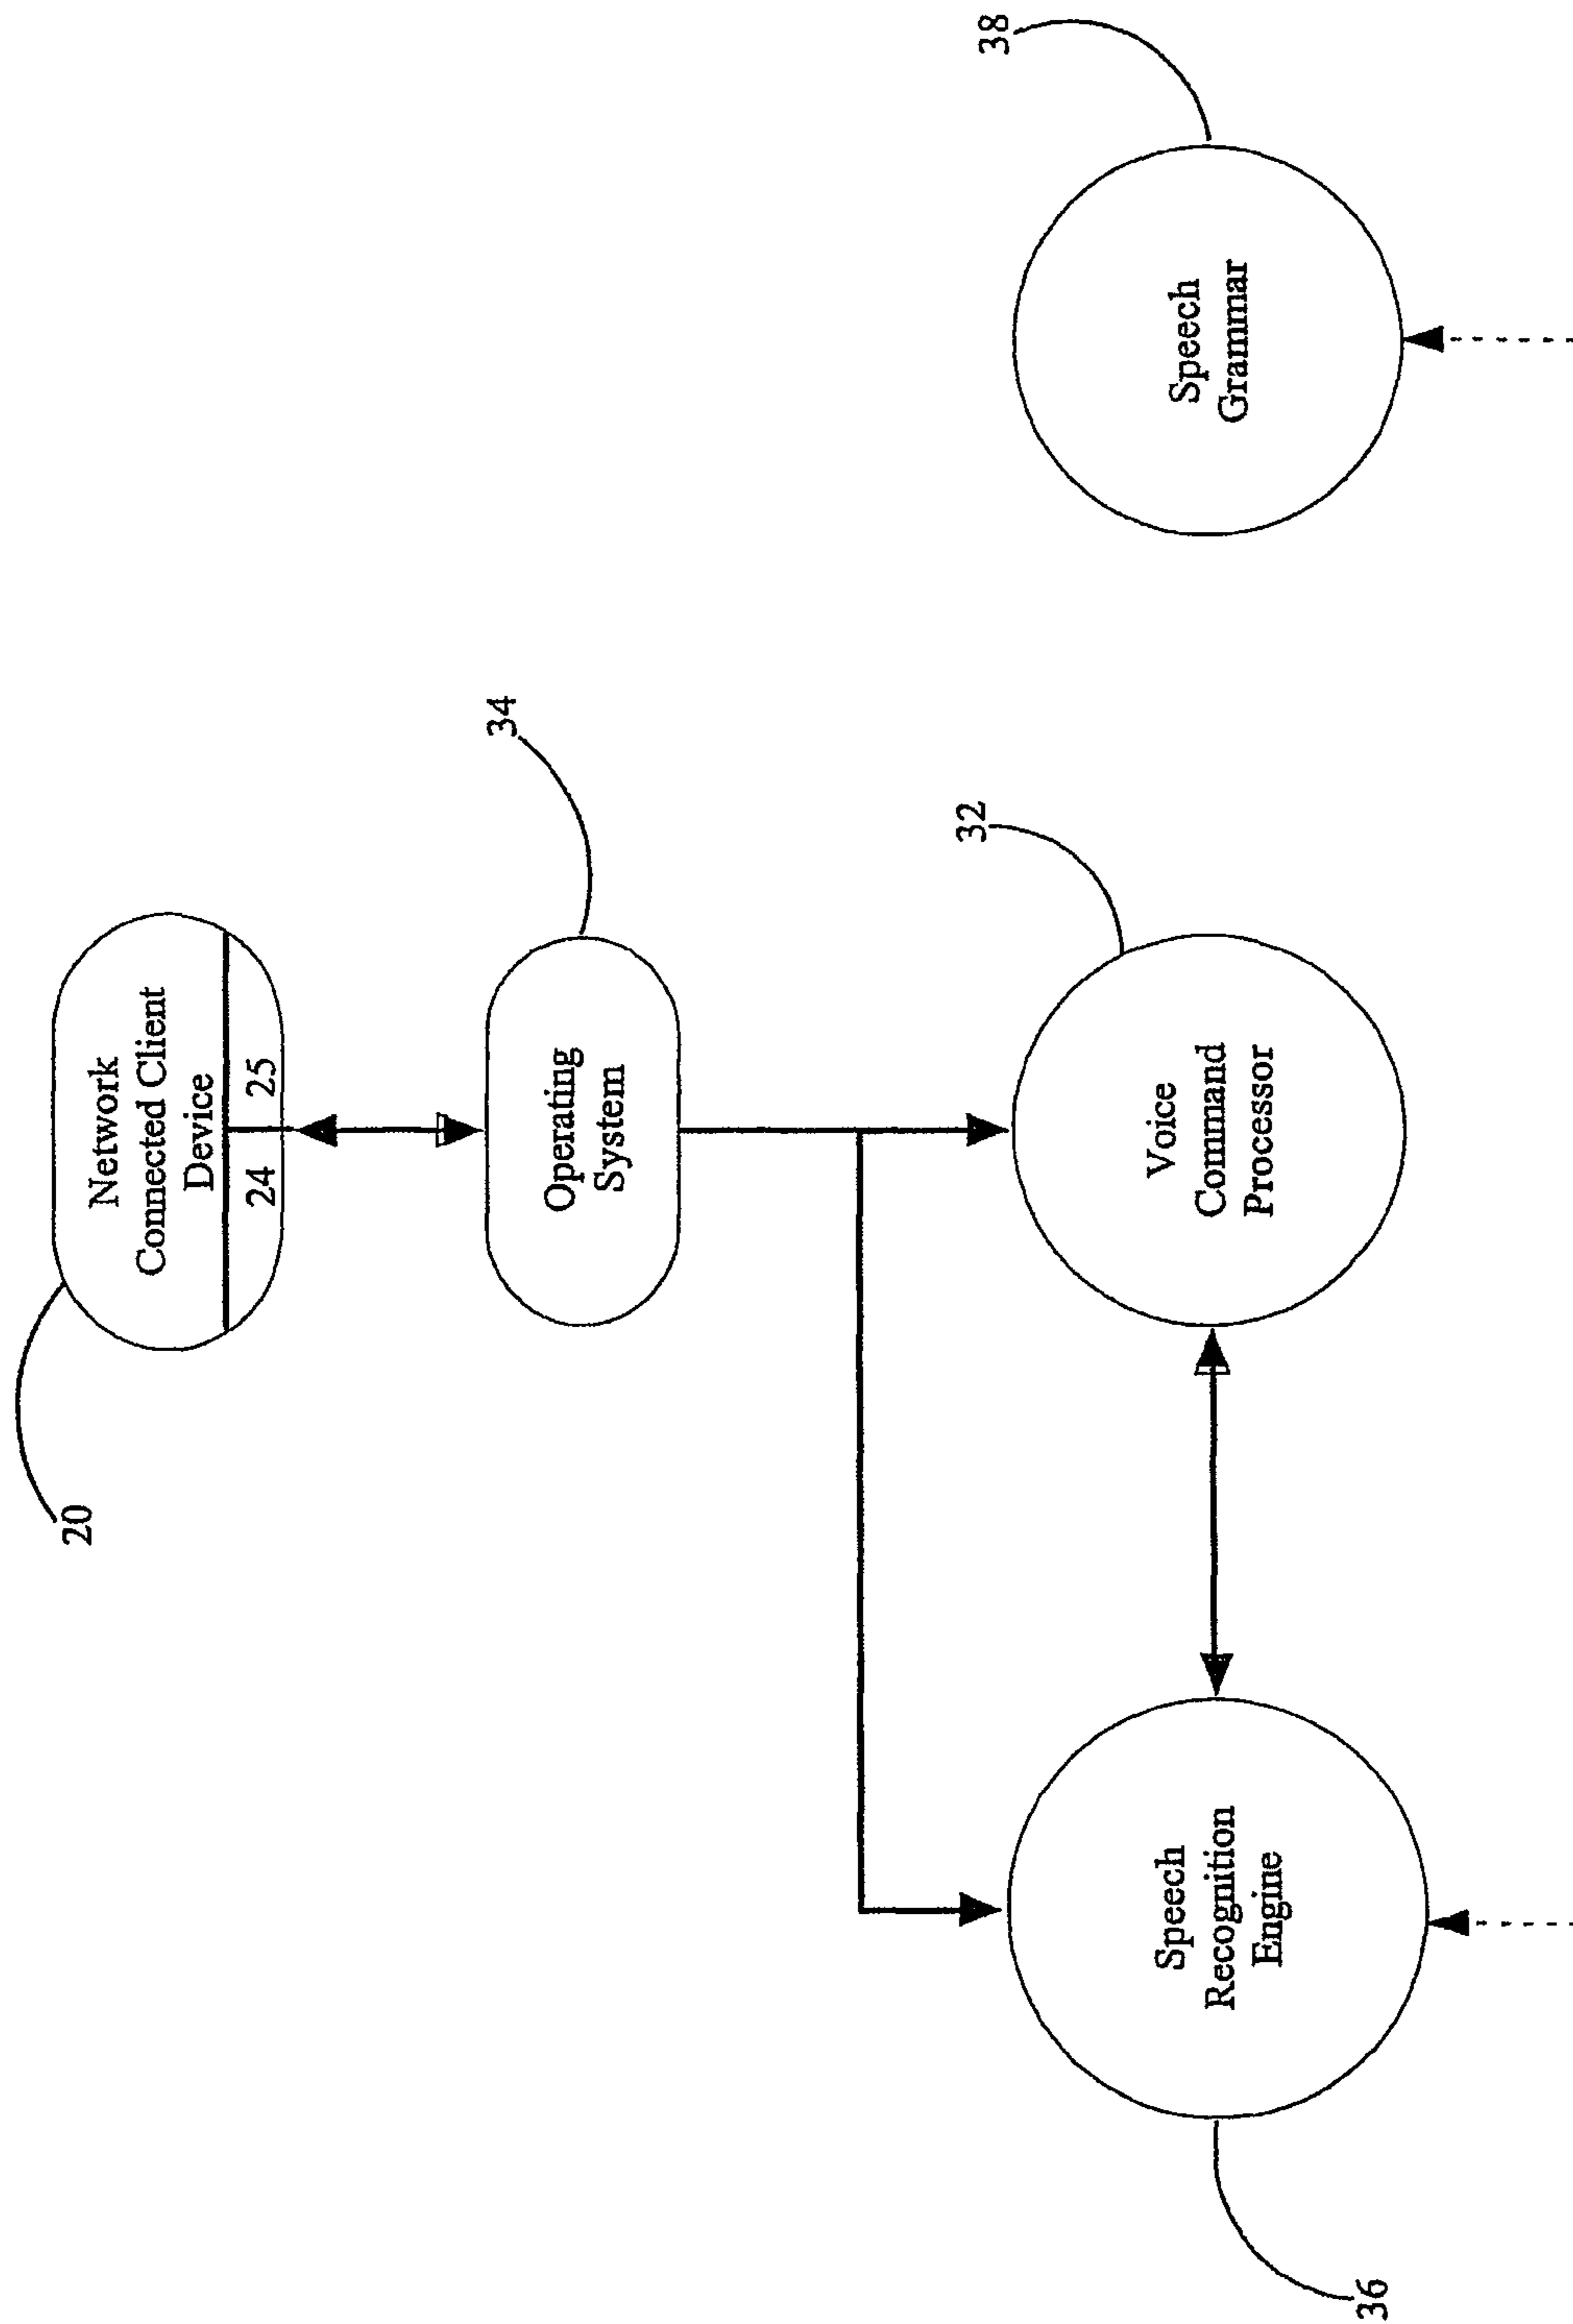 20
Network
Connected Client
Device
24 25
34
Operating
System
32
Voice
Command
Processor
36
Speech
Recognition
Engine
38
Speech
Grammar